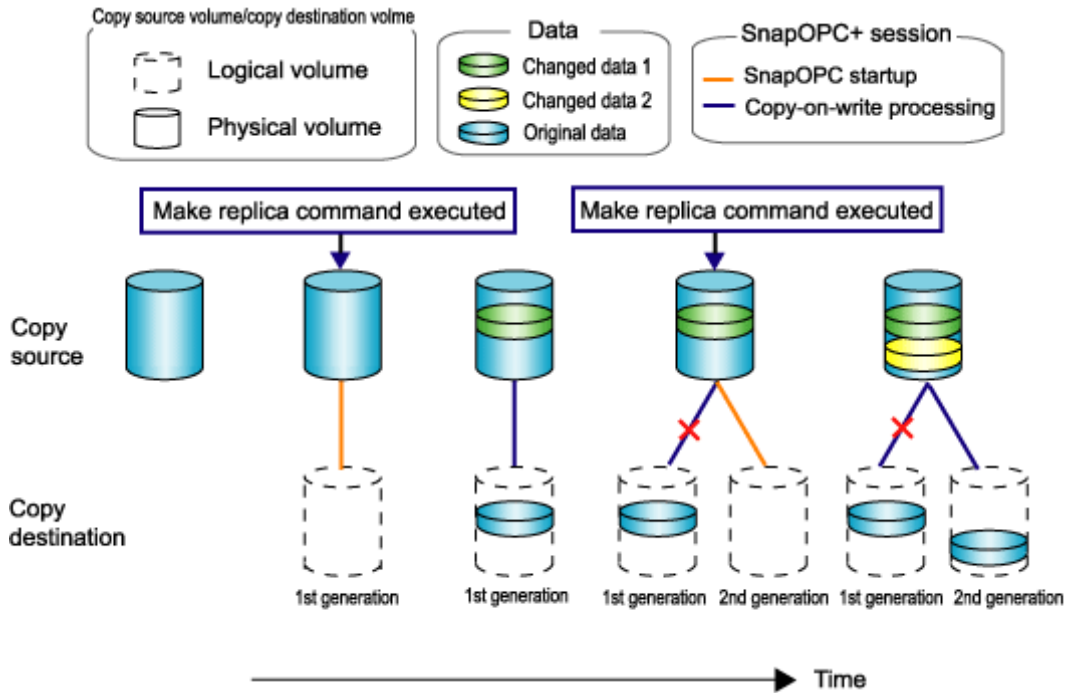 Copy source volume/copy destination volme
Logical volume
Physical volume
Data
Changed data 1
Changed data 2
Original data
SnapOPC+ session
SnapOPC startup
Copy-on-write processing
Make replica command executed
Make replica command executed
Copy
source
Copy
destination
1st generation
1st generation
1st generation
2nd generation
1st generation
2nd generation
Time